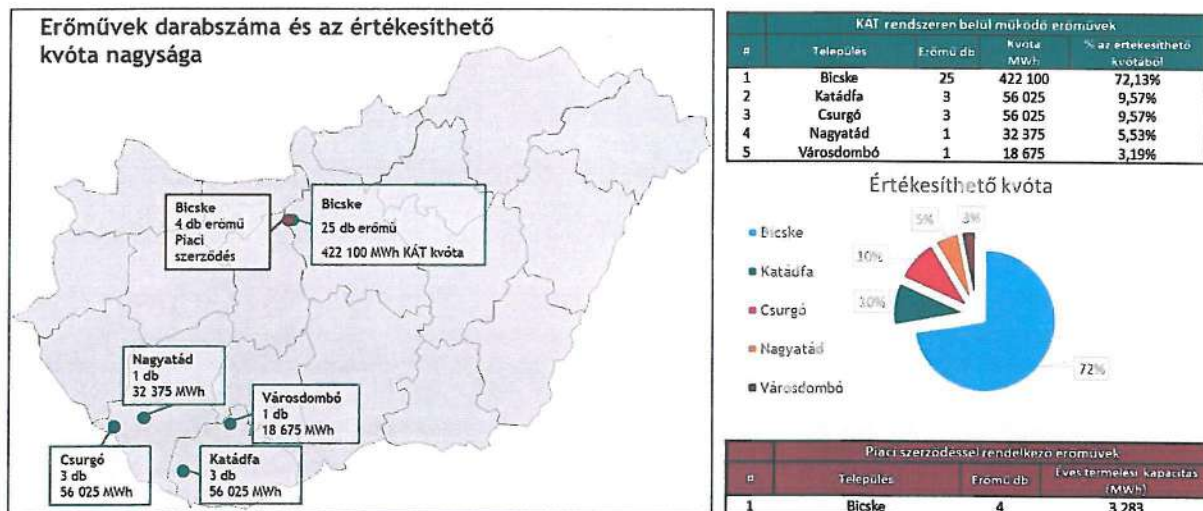 Erőművek darabszáma és az értékesíthető
kvóta nagysága
Bicske
4 db erőmű
Piaci
szerződés
Bicske
25 db erőmű
422 100 MWh KÁT kvóta
Nagyatád
1 db
32 375 MWh
Városdombó
1 db
18 675 MWh
Csurgó
3 db
56 025 MWh
Katádfa
3 db
56 025 MWh
KÁT rendszeren belül működő erőművek
# Település Erőmű db Kvóta MWh % az értékesíthető kvótából
1 Bicske 25 422 100 72,13%
2 Katádfa 3 56 025 9,57%
3 Csurgó 3 56 025 9,57%
4 Nagyatád 1 32 375 5,53%
5 Városdombó 1 18 675 3,19%
Értékesíthető kvóta
Bicske
Katádfa
Csurgó
Nagyatád
Városdombó
5%
3%
10%
10%
72%
Piaci szerződéssel rendelkező erőművek
# Település Erőmű db Éves termelési kapacitás (MWh)
1 Bicske 4 3 283